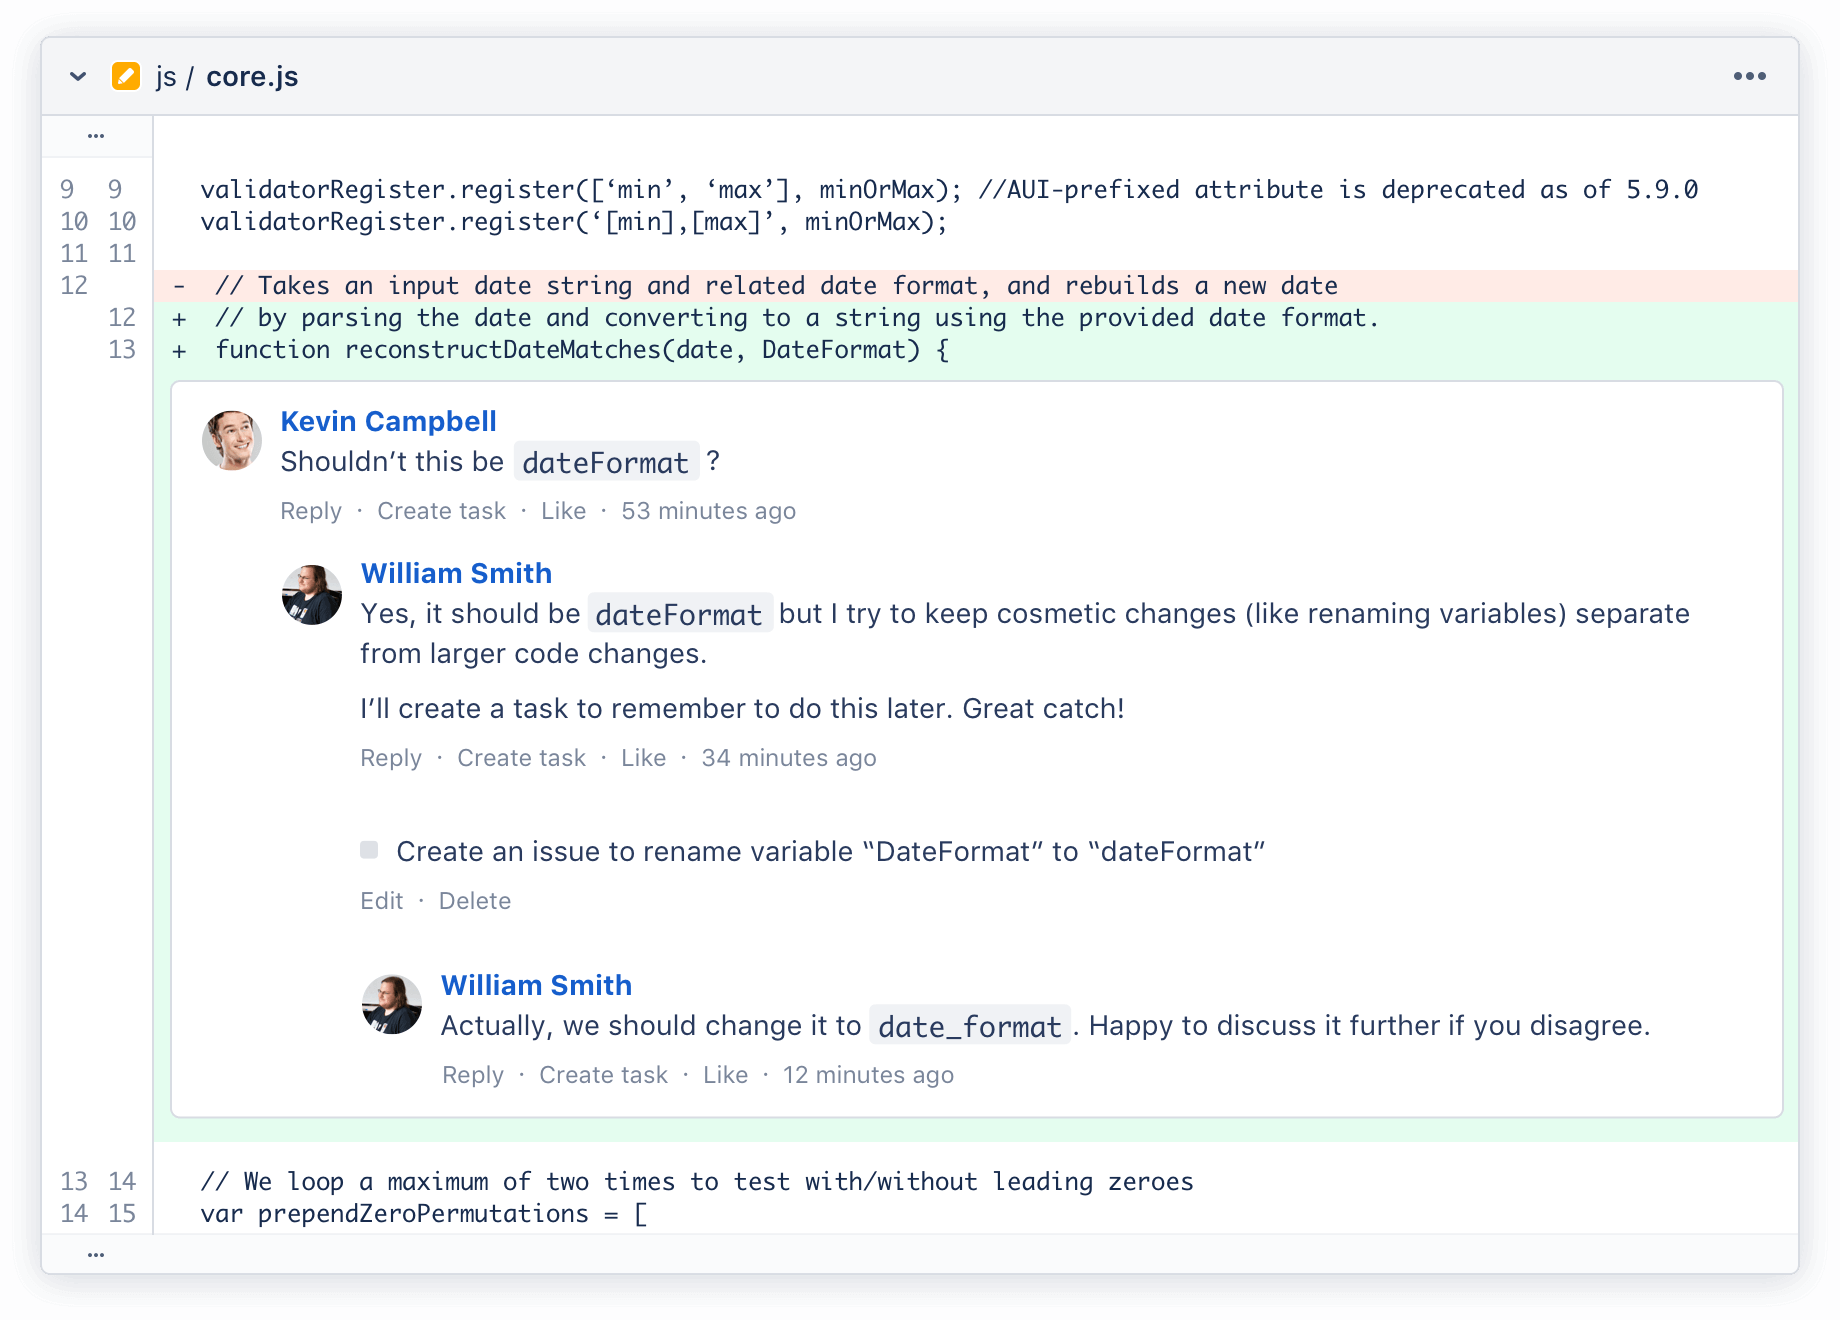 js / core.js
9 9 validatorRegister.register([‘min’, ‘max’], minOrMax); //AUI-prefixed attribute is deprecated as of 5.9.0
10 10 validatorRegister.register(‘[min],[max]’, minOrMax);
11 11
12 - // Takes an input date string and related date format, and rebuilds a new date
12 + // by parsing the date and converting to a string using the provided date format.
13 + function reconstructDateMatches(date, DateFormat) {
Kevin Campbell
Shouldn’t this be dateFormat ?
Reply · Create task · Like · 53 minutes ago
William Smith
Yes, it should be dateFormat but I try to keep cosmetic changes (like renaming variables) separate
from larger code changes.
I’ll create a task to remember to do this later. Great catch!
Reply · Create task · Like · 34 minutes ago
Create an issue to rename variable “DateFormat” to “dateFormat”
Edit · Delete
William Smith
Actually, we should change it to date_format. Happy to discuss it further if you disagree.
Reply · Create task · Like · 12 minutes ago
13 14 // We loop a maximum of two times to test with/without leading zeroes
14 15 var prependZeroPermutations = [